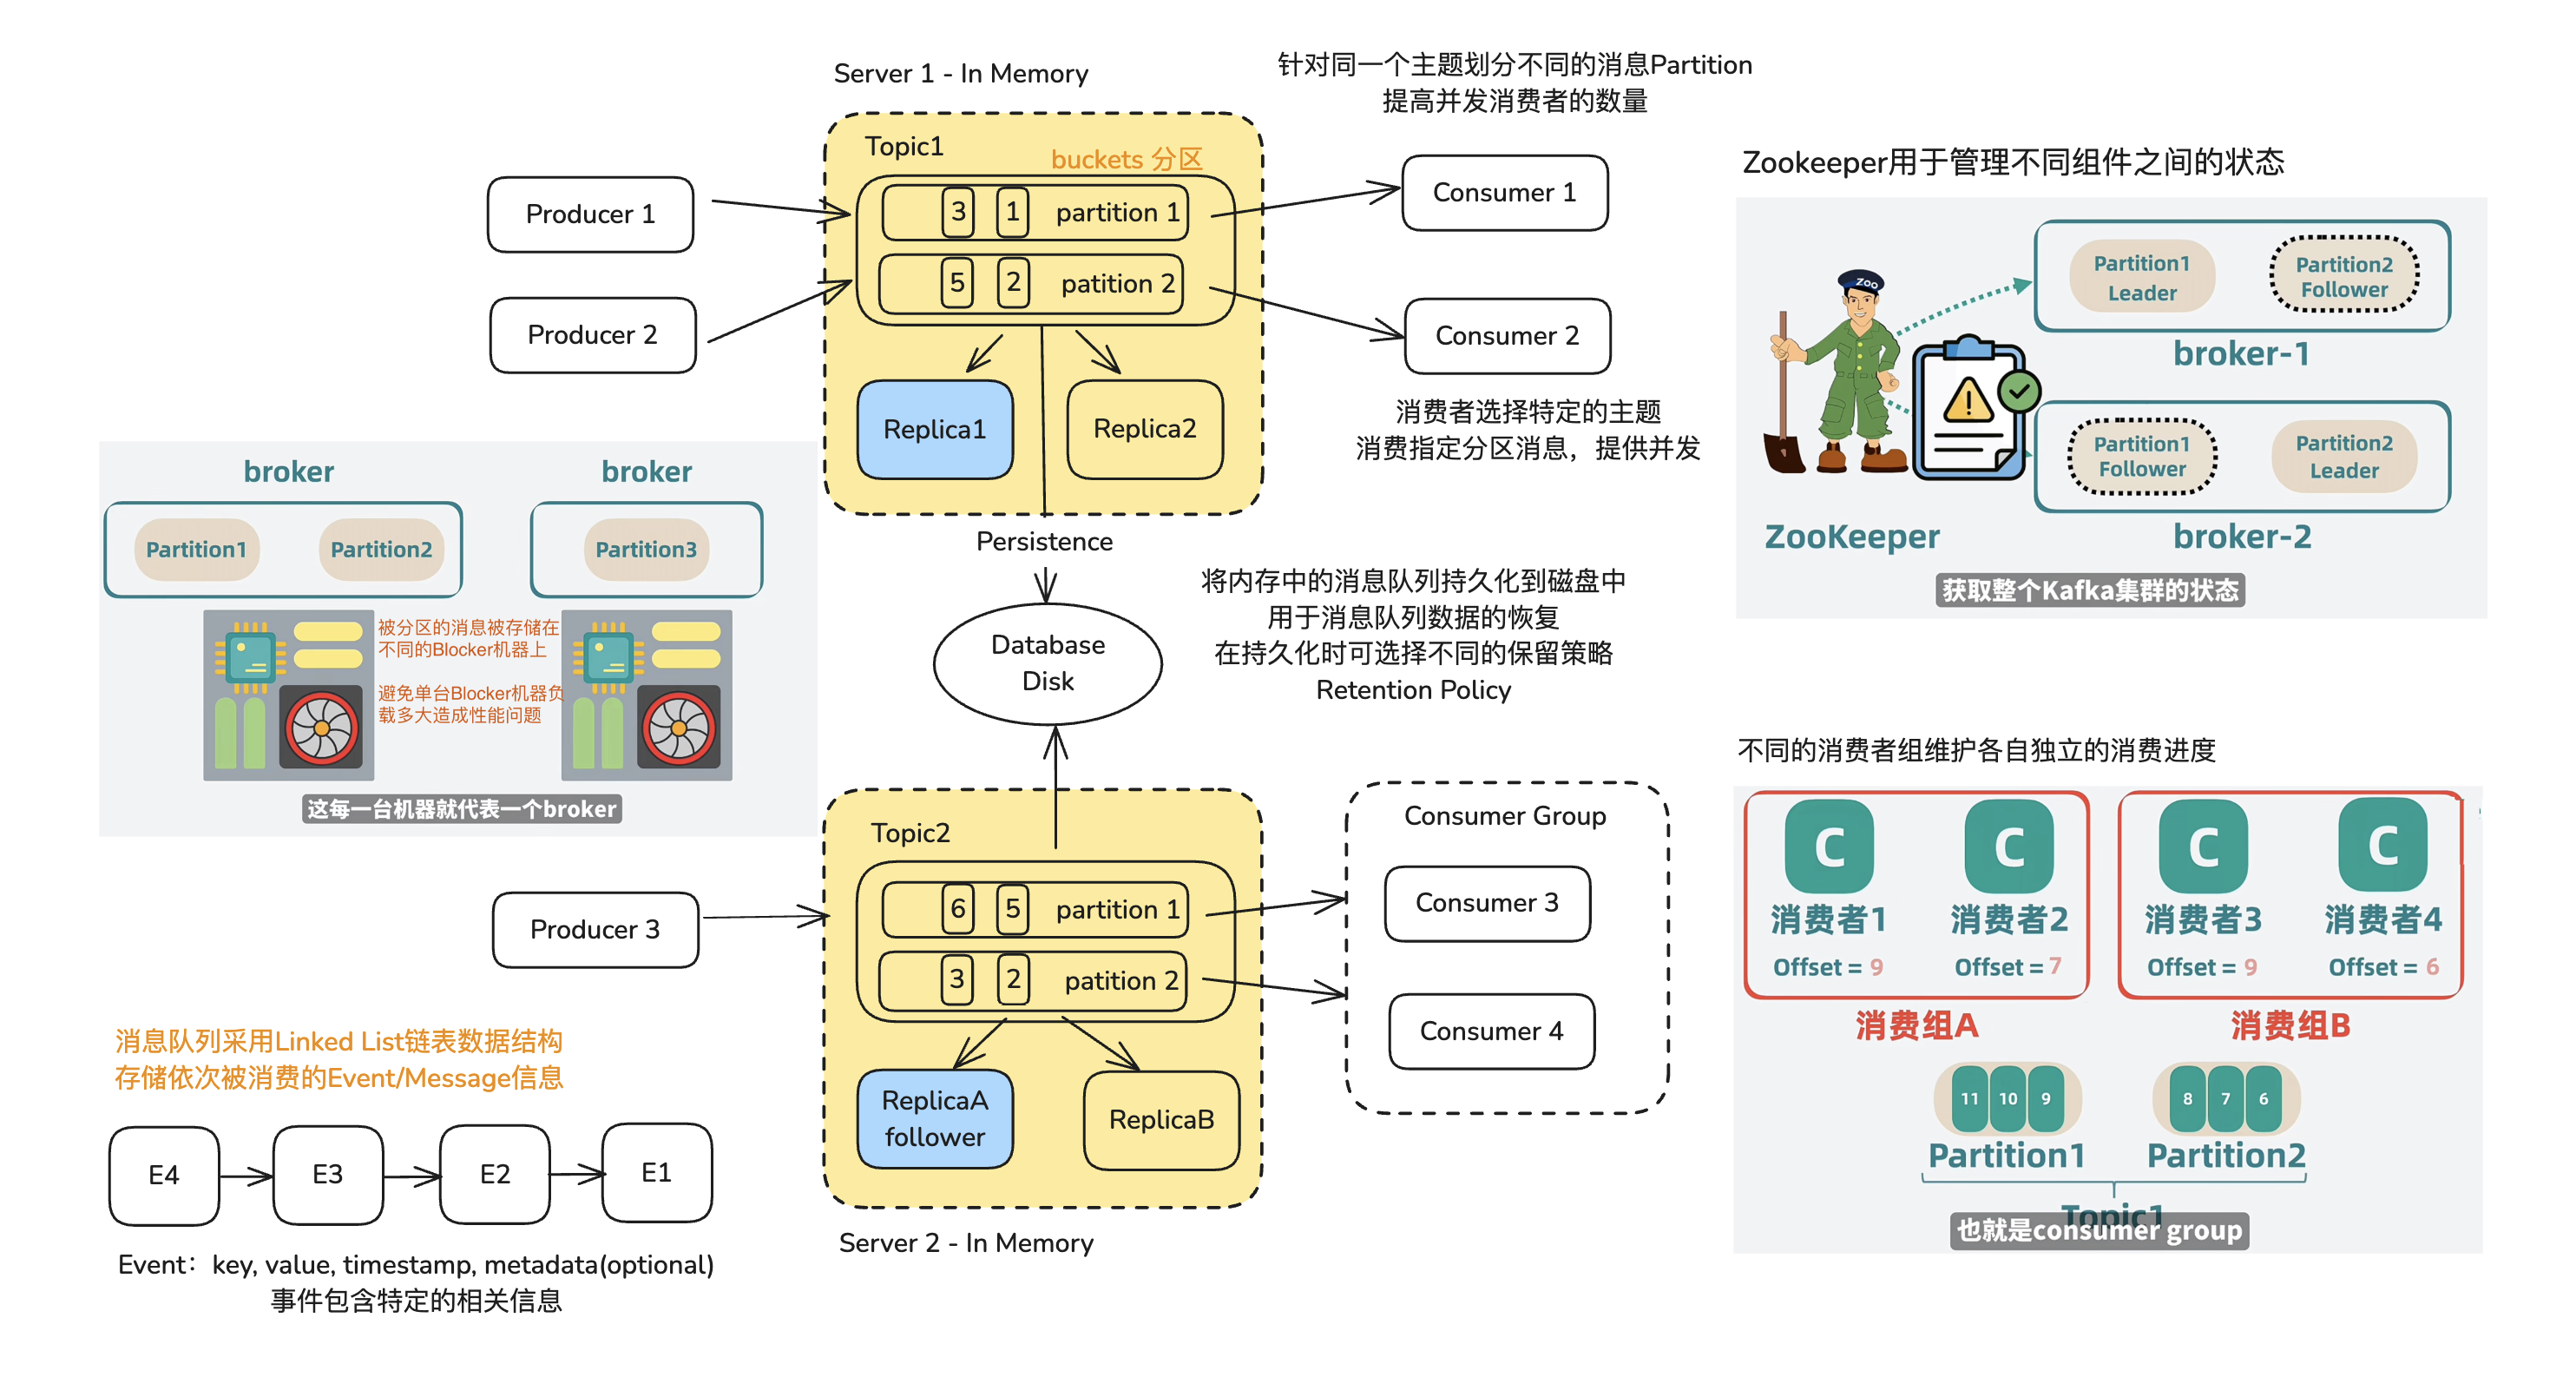 Server 1 - In Memory
Topic1
buckets 分区
3
1
partition 1
5
2
patition 2
Replica1
Replica2
Producer 1
Producer 2
针对同一个主题划分不同的消息Partition
提高并发消费者的数量
Consumer 1
Consumer 2
消费者选择特定的主题
消费指定分区消息，提供并发
Zookeeper用于管理不同组件之间的状态
Zoo
Partition1
Leader
Partition2
Follower
broker-1
Partition1
Follower
Partition2
Leader
ZooKeeper
broker-2
获取整个Kafka集群的状态
broker
broker
Partition1
Partition2
Partition3
被分区的消息被存储在
不同的Blocker机器上
避免单台Blocker机器负
载多大造成性能问题
这每一台机器就代表一个broker
Persistence
Database
Disk
将内存中的消息队列持久化到磁盘中
用于消息队列数据的恢复
在持久化时可选择不同的保留策略
Retention Policy
Topic2
6
5
partition 1
3
2
patition 2
ReplicaA
follower
ReplicaB
Server 2 - In Memory
Producer 3
Consumer Group
Consumer 3
Consumer 4
不同的消费者组维护各自独立的消费进度
C
C
C
C
消费者1
消费者2
消费者3
消费者4
Offset = 9
Offset = 7
Offset = 9
Offset = 6
消费组A
消费组B
11
10
9
8
7
6
Partition1
Partition2
Topic1
也就是consumer group
消息队列采用Linked List链表数据结构
存储依次被消费的Event/Message信息
E4
E3
E2
E1
Event：key, value, timestamp, metadata(optional)
事件包含特定的相关信息